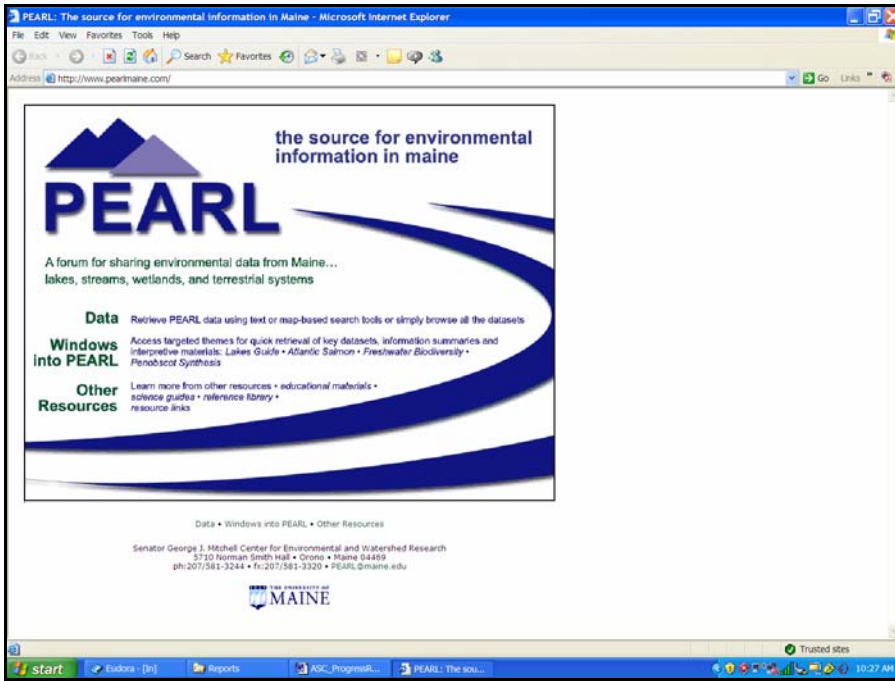 PEARL: The source for environmental information in Maine - Microsoft Internet Explorer
File Edit View Favorites Tools Help
Back Search Favorites
Address http://www.pearlmaine.com/ Go Links
the source for environmental
information in maine
PEARL
A forum for sharing environmental data from Maine...
lakes, streams, wetlands, and terrestrial systems
Data Retrieve PEARL data using text or map-based search tools or simply browse all the datasets
Windows
into PEARL
Access targeted themes for quick retrieval of key datasets, information summaries and
interpretive materials: Lakes Guide • Atlantic Salmon • Freshwater Biodiversity •
Penobscot Synthesis
Other
Resources
Learn more from other resources • educational materials •
science guides • reference library •
resource links
Data • Windows into PEARL • Other Resources
Senator George J. Mitchell Center for Environmental and Watershed Research
5710 Norman Smith Hall • Orono • Maine 04469
ph:207/581-3244 • fx:207/581-3320 • PEARL@maine.edu
THE UNIVERSITY OF
MAINE
Trusted sites
start Eudora - [In] Reports ASC_ProgressR... PEARL: The sou... 10:27 AM